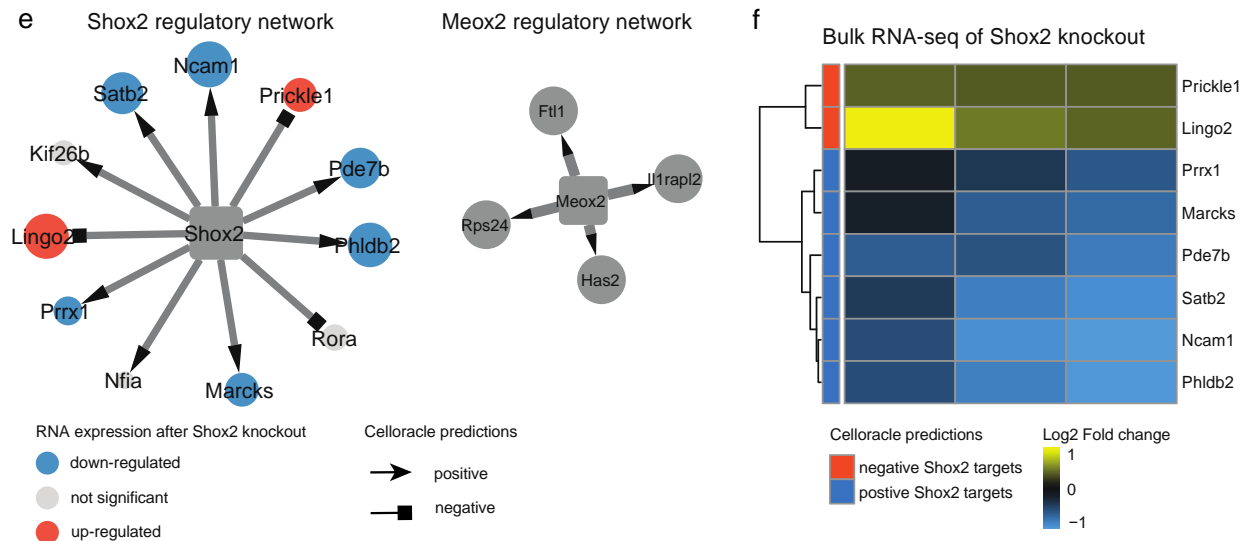 e
Shox2 regulatory network
Ncam1
Satb2
Prickle1
Kif26b
Pde7b
Lingo2
Shox2
Phldb2
Prrx1
Rora
Nfia
Marcks
RNA expression after Shox2 knockout
down-regulated
not significant
up-regulated
Meox2 regulatory network
Ftl1
Il1rapl2
Meox2
Rps24
Has2
Celloracle predictions
positive
negative
f
Bulk RNA-seq of Shox2 knockout
Prickle1
Lingo2
Prrx1
Marcks
Pde7b
Satb2
Ncam1
Phldb2
Celloracle predictions
negative Shox2 targets
postive Shox2 targets
Log2 Fold change
1
0
−1